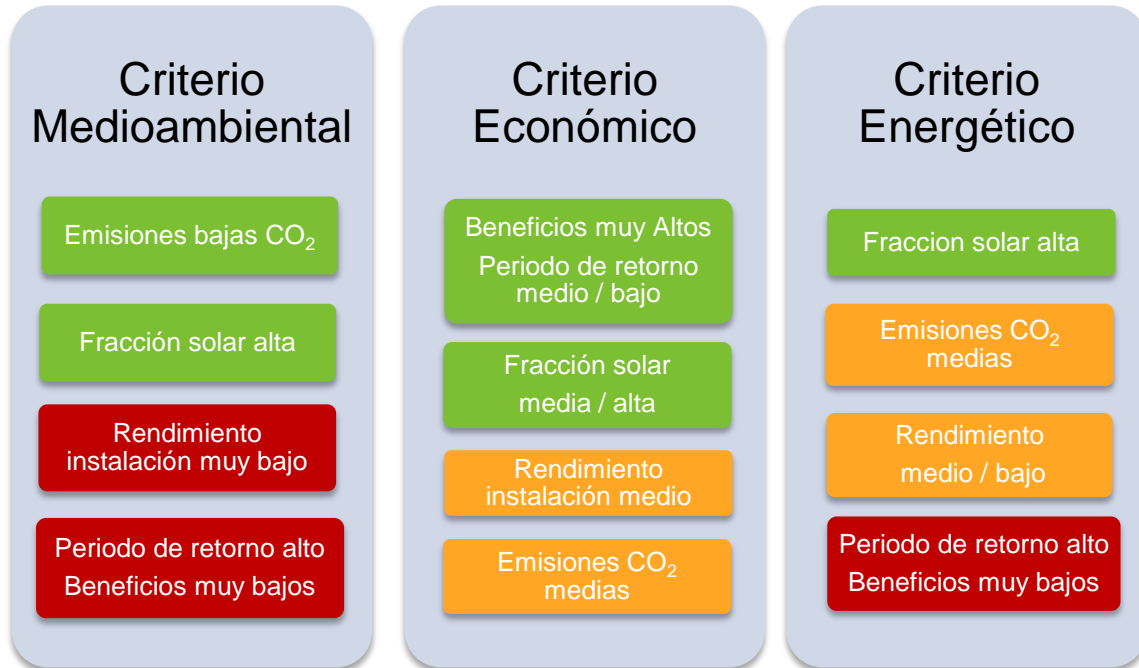 Criterio
Medioambiental
Emisiones bajas CO₂
Fracción solar alta
Rendimiento
instalación muy bajo
Periodo de retorno alto
Beneficios muy bajos
Criterio
Económico
Beneficios muy Altos
Periodo de retorno
medio / bajo
Fracción solar
media / alta
Rendimiento
instalación medio
Emisiones CO₂
medias
Criterio
Energético
Fraccion solar alta
Emisiones CO₂
medias
Rendimiento
medio / bajo
Periodo de retorno alto
Beneficios muy bajos